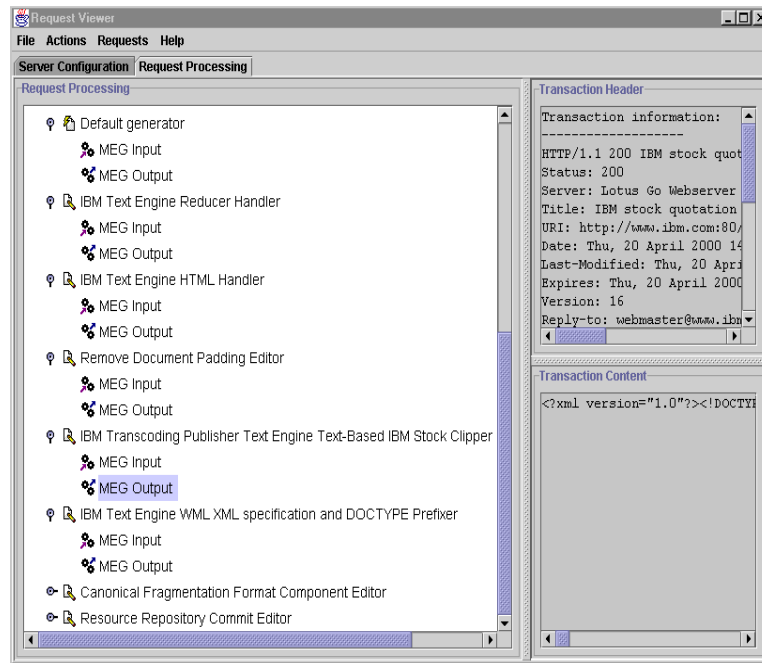 Request Viewer
File Actions Requests Help
Server Configuration Request Processing
Request Processing
Default generator
MEG Input
MEG Output
IBM Text Engine Reducer Handler
MEG Input
MEG Output
IBM Text Engine HTML Handler
MEG Input
MEG Output
Remove Document Padding Editor
MEG Input
MEG Output
IBM Transcoding Publisher Text Engine Text-Based IBM Stock Clipper
MEG Input
MEG Output
IBM Text Engine WML XML specification and DOCTYPE Prefixer
MEG Input
MEG Output
Canonical Fragmentation Format Component Editor
Resource Repository Commit Editor
Transaction Header
Transaction information:
-------------------
HTTP/1.1 200 IBM stock quot
Status: 200
Server: Lotus Go Webserver
Title: IBM stock quotation
URI: http://www.ibm.com:80/
Date: Thu, 20 April 2000 14
Last-Modified: Thu, 20 Apri
Expires: Thu, 20 April 2000
Version: 16
Reply-to: webmaster@www.ibm
Transaction Content
<?xml version="1.0"?><!DOCTYP